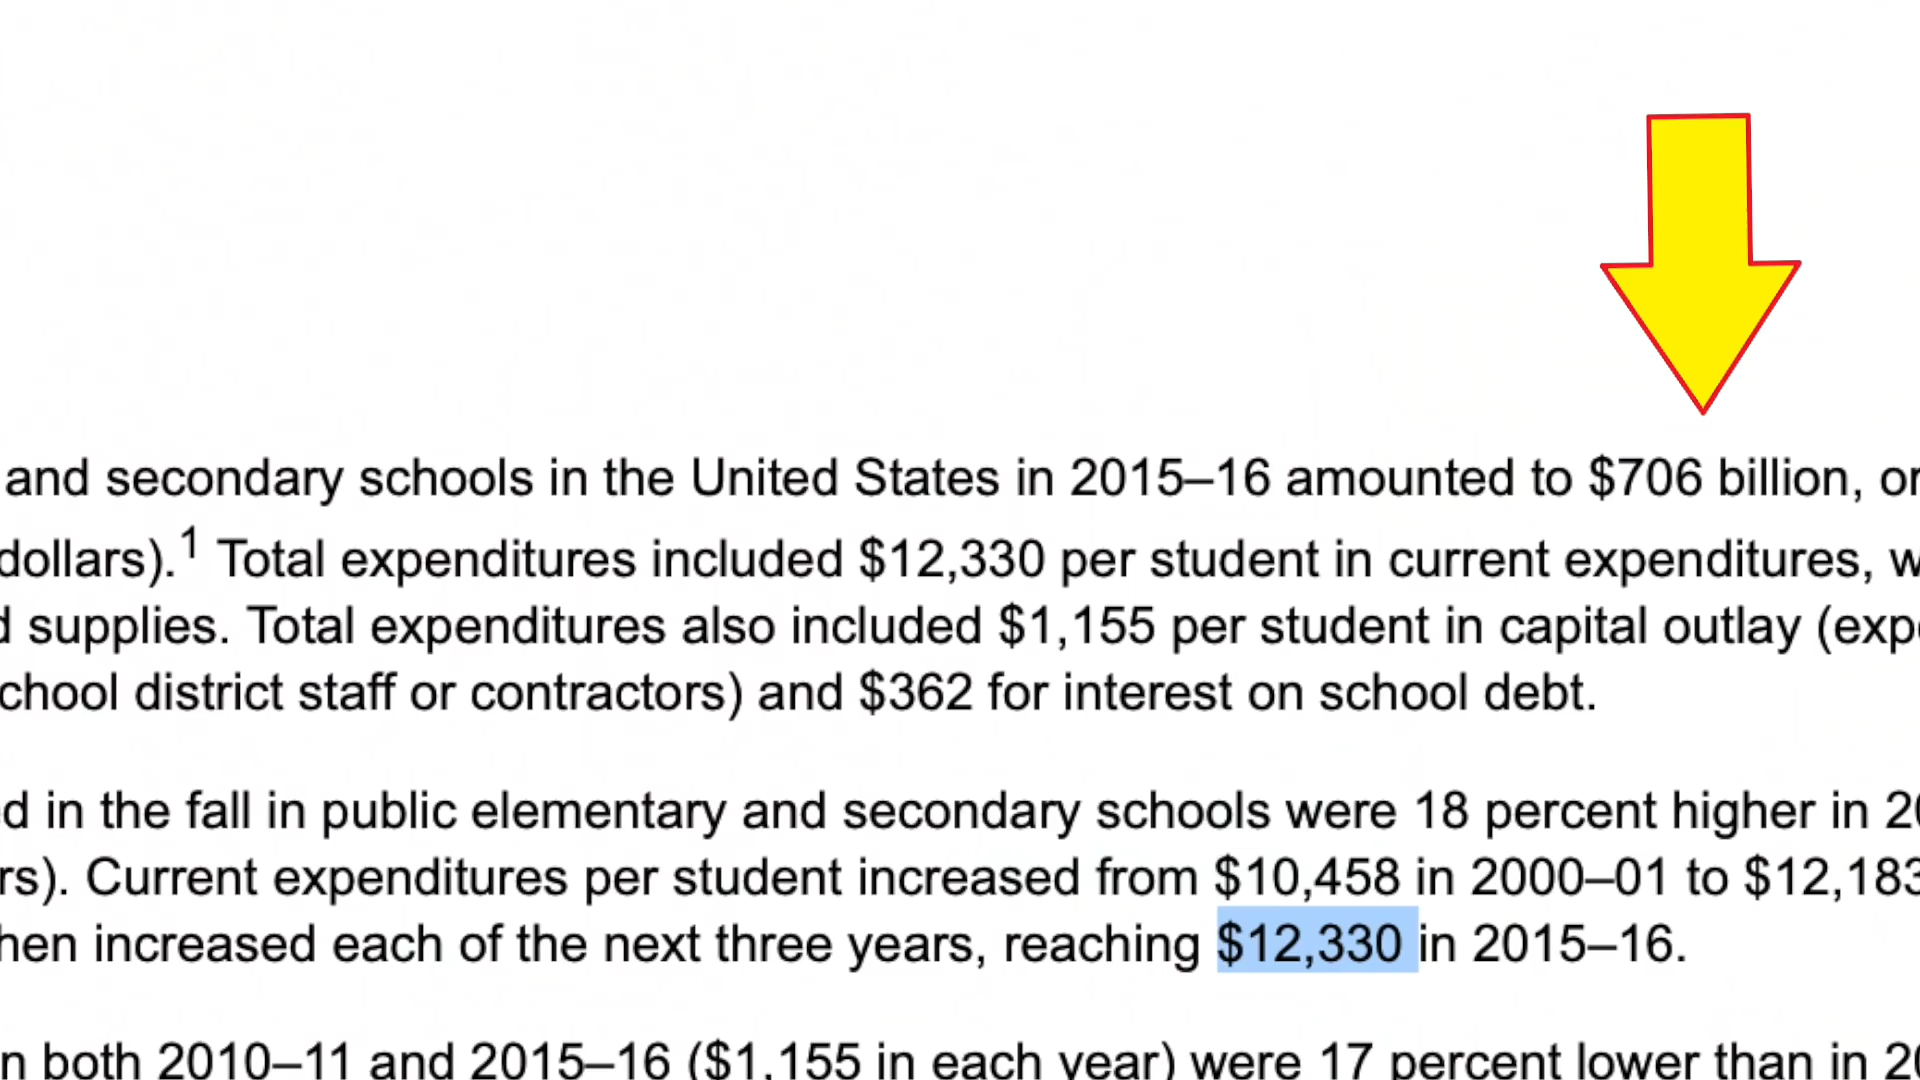 and secondary schools in the United States in 2015–16 amounted to $706 billion, or
dollars).1 Total expenditures included $12,330 per student in current expenditures, w
d supplies. Total expenditures also included $1,155 per student in capital outlay (expe
chool district staff or contractors) and $362 for interest on school debt.
d in the fall in public elementary and secondary schools were 18 percent higher in 20
rs). Current expenditures per student increased from $10,458 in 2000–01 to $12,183
hen increased each of the next three years, reaching $12,330 in 2015–16.
n both 2010–11 and 2015–16 ($1,155 in each year) were 17 percent lower than in 20